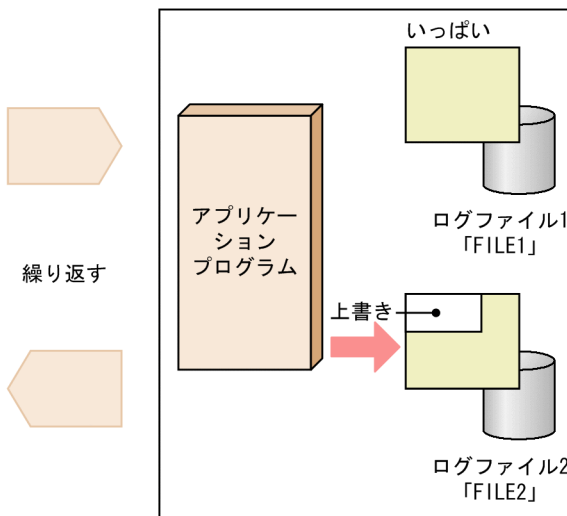 いっぱい
アプリケー
ション
プログラム
ログファイル1
「FILE1」
繰り返す
上書き
ログファイル2
「FILE2」